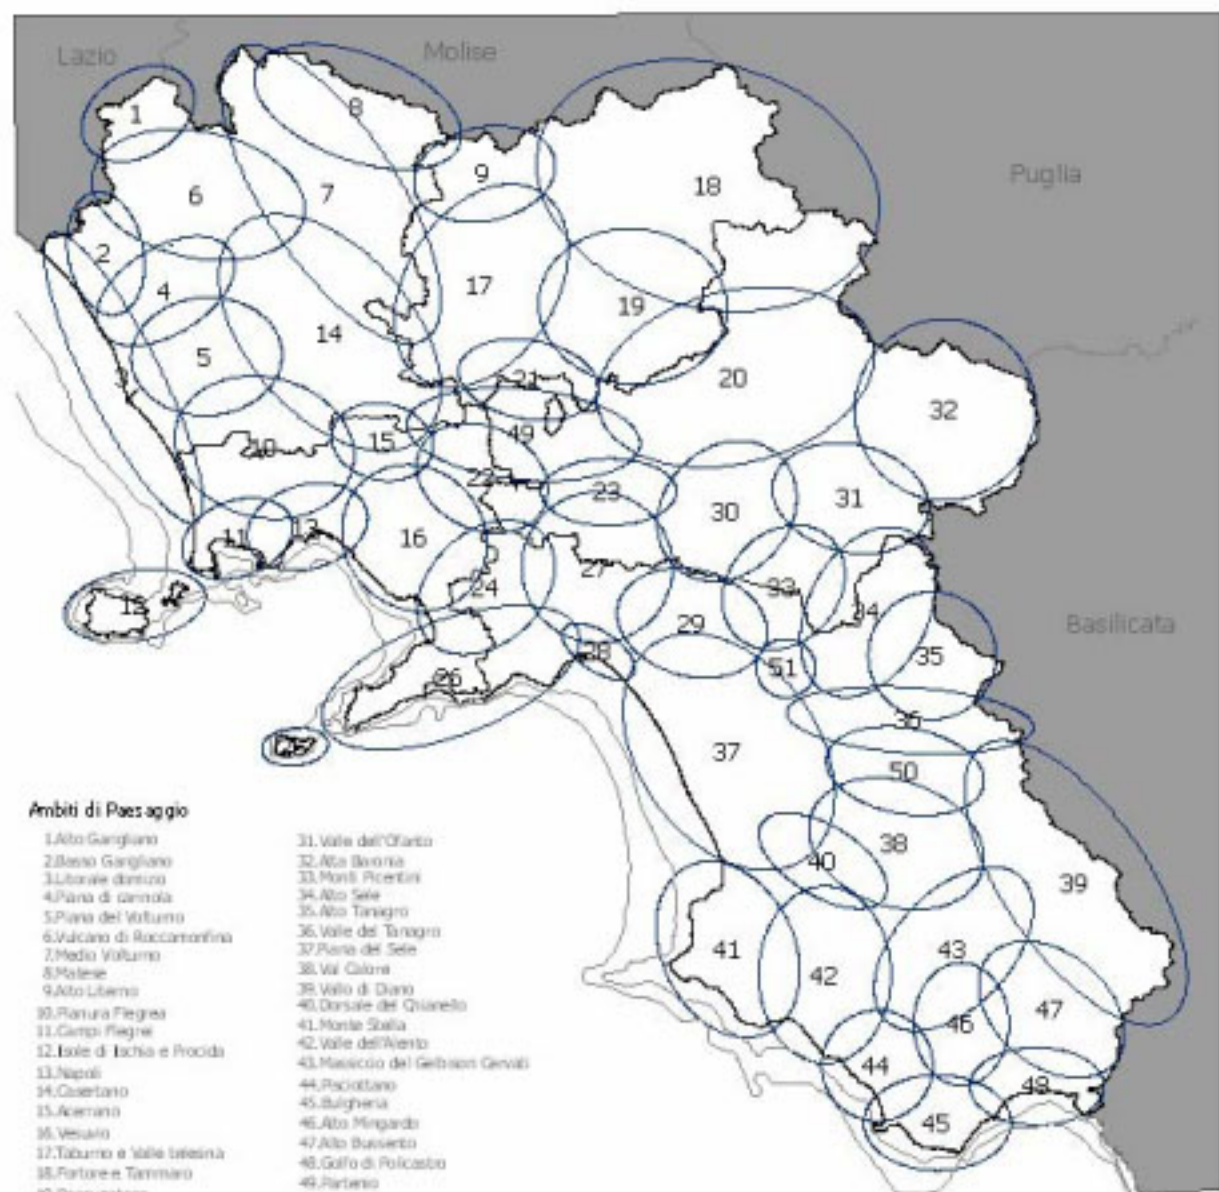 Lazio
Molise
Puglia
Basilicata
1
8
9
18
6
7
2
4
17
19
14
5
3
21
20
32
49
10
15
22
23
31
30
11
13
16
27
33
24
34
12
29
28
51
35
26
36
37
50
38
40
39
41
42
43
46
47
44
48
45
Ambiti di Paesaggio
1.Alto Garigliano
2.Basso Garigliano
3.Litorale domizio
4.Piana di carinola
5.Piana del Volturno
6.Vulcano di Roccamonfina
7.Medio Volturno
8.Matese
9.Alto Literno
10.Pianura Flegrea
11.Campi Flegrei
12.Isole di Ischia e Procida
13.Napoli
14.Casertano
15.Acerrano
16.Vesuvio
17.Taburno e Valle telesina
18.Fortore e Tammaro
31.Valle dell'Ofanto
32.Alta Baronia
33.Monti Picentini
34.Alto Sele
35.Alto Tanagro
36.Valle del Tanagro
37.Piana del Sele
38.Val Calore
39.Vallo di Diano
40.Dorsale del
41.Monte Stella
42.Valle dell'Alento
43.Massiccio del Gelbison Cervati
44.Pisciottano
45.Bulgheria
46.Alto Mingardo
47.Alto Bussento
48.Golfo di Policastro
49.Partenio